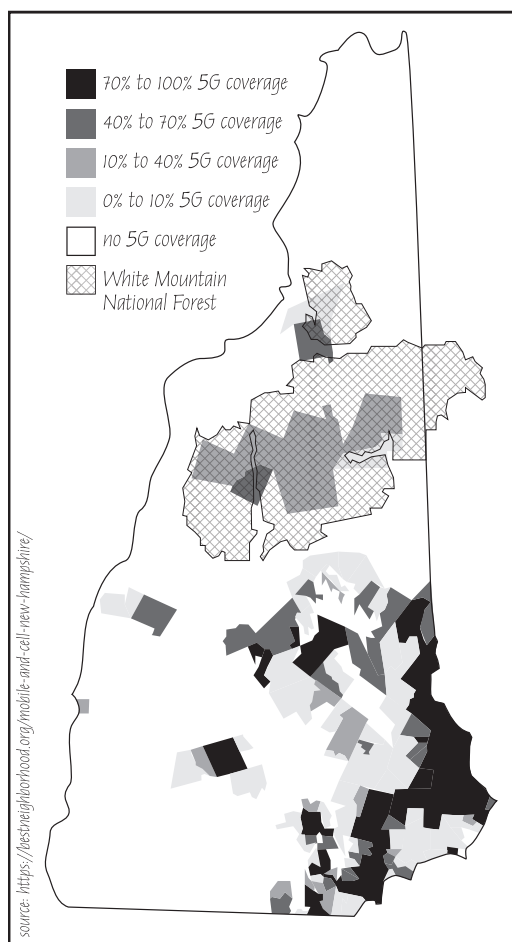 70% to 100% 5G coverage
40% to 70% 5G coverage
10% to 40% 5G coverage
0% to 10% 5G coverage
no 5G coverage
White Mountain
National Forest
source: https://bestneighborhood.org/mobile-and-cell-new-hampshire/